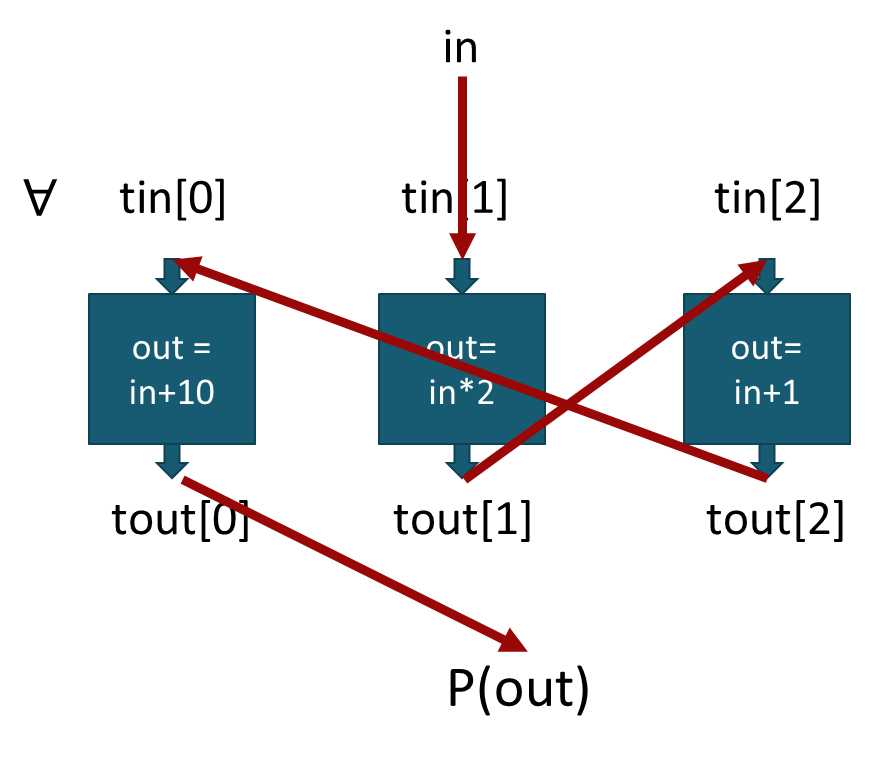 in
∀ tin[0] tin[1] tin[2]
out =
in+10
out=
in*2
out=
in+1
tout[0] tout[1] tout[2]
P(out)